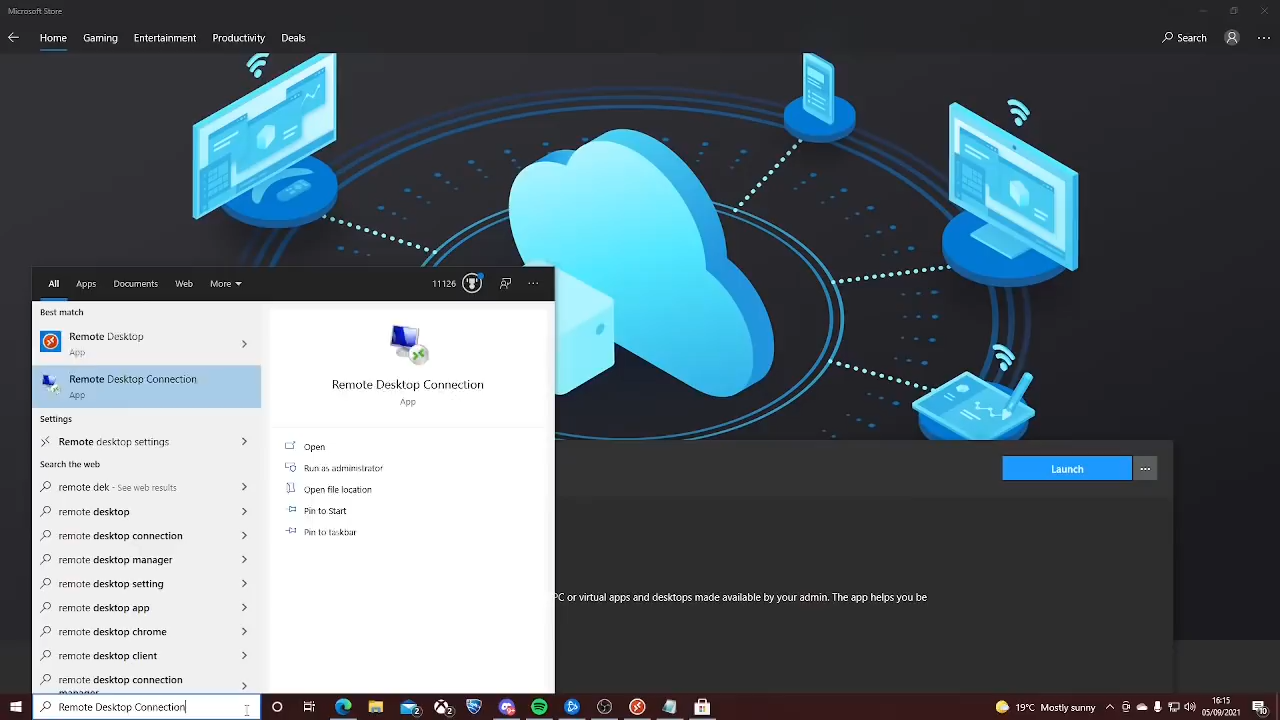 Microsoft Store
Home Gaming Entertainment Productivity Deals
Search
All Apps Documents Web More
11126
Best match
Remote Desktop
App
Remote Desktop Connection
App
Settings
Remote desktop settings
Search the web
remote dek - See web results
remote desktop
remote desktop connection
remote desktop manager
remote desktop setting
remote desktop app
remote desktop chrome
remote desktop client
remote desktop connection
manager
Remote Desktop Connection
App
Open
Run as administrator
Open file location
Pin to Start
Pin to taskbar
Launch
PC or virtual apps and desktops made available by your admin. The app helps you be
Remote Desktop Connection
19°C Mostly sunny
16:15
05/09/2021